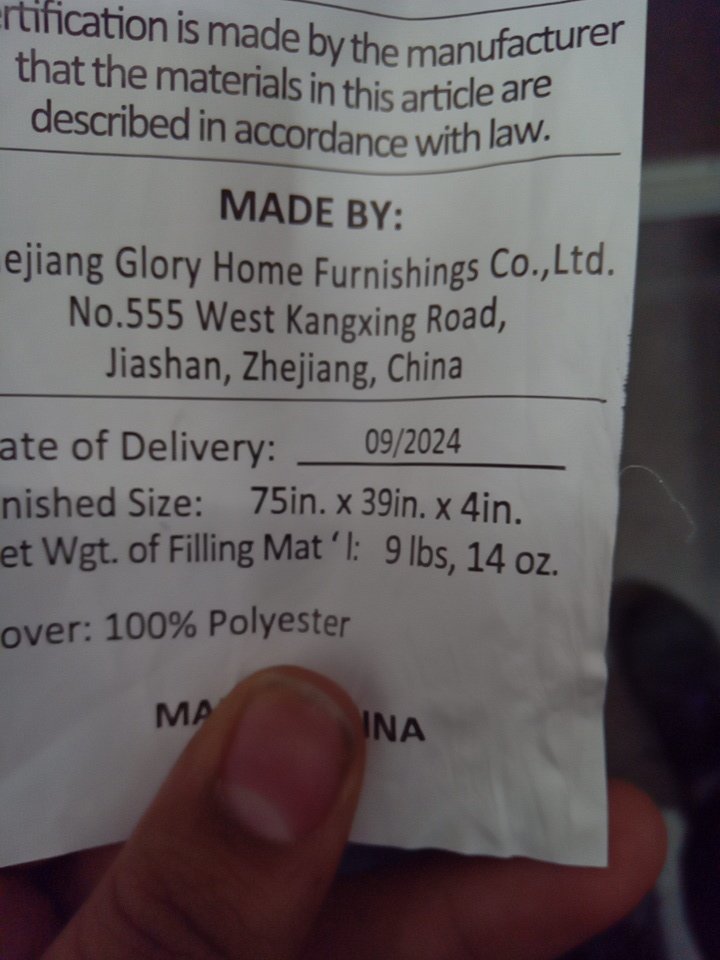 rtification is made by the manufacturer
that the materials in this article are
described in accordance with law.
MADE BY:
ejiang Glory Home Furnishings Co.,Ltd.
No.555 West Kangxing Road,
Jiashan, Zhejiang, China
ate of Delivery: 09/2024
nished Size: 75in. x 39in. x 4in.
et Wgt. of Filling Mat'l: 9 lbs, 14 oz.
over: 100% Polyester
MA INA